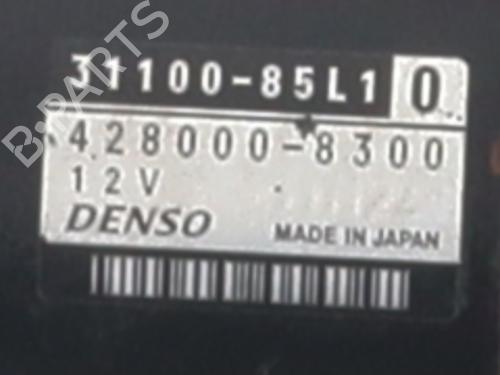 31100-85L1 0
428000-8300
12V
DENSO
MADE IN JAPAN
B-PARTS